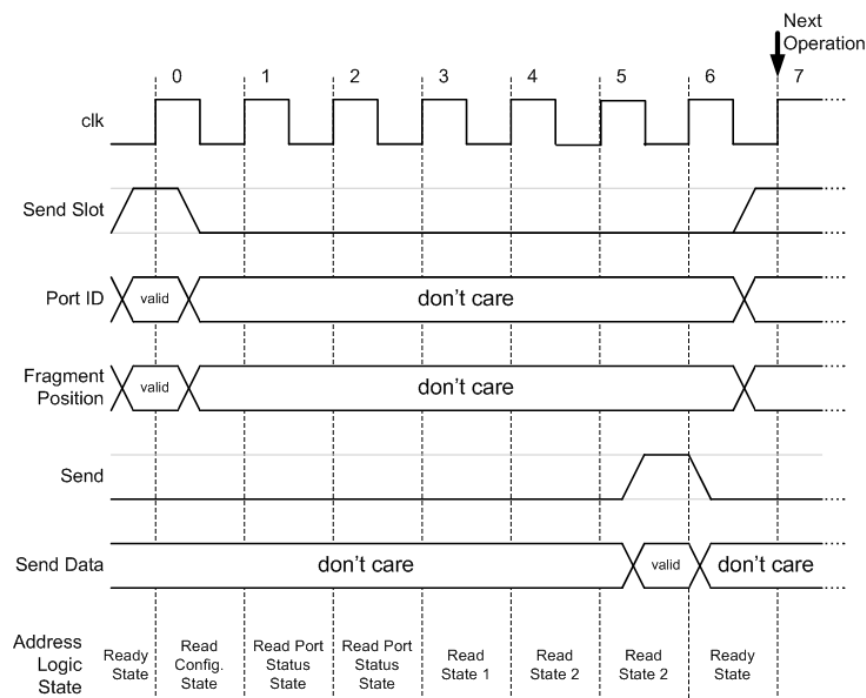 Next
Operation
0 1 2 3 4 5 6 7
clk
Send Slot
Port ID
valid
don't care
Fragment
Position
valid
don't care
Send
Send Data
don't care
valid
don't care
Address
Logic
State
Ready
State
Read
Config.
State
Read Port
Status
State
Read Port
Status
State
Read
State 1
Read
State 2
Read
State 2
Ready
State